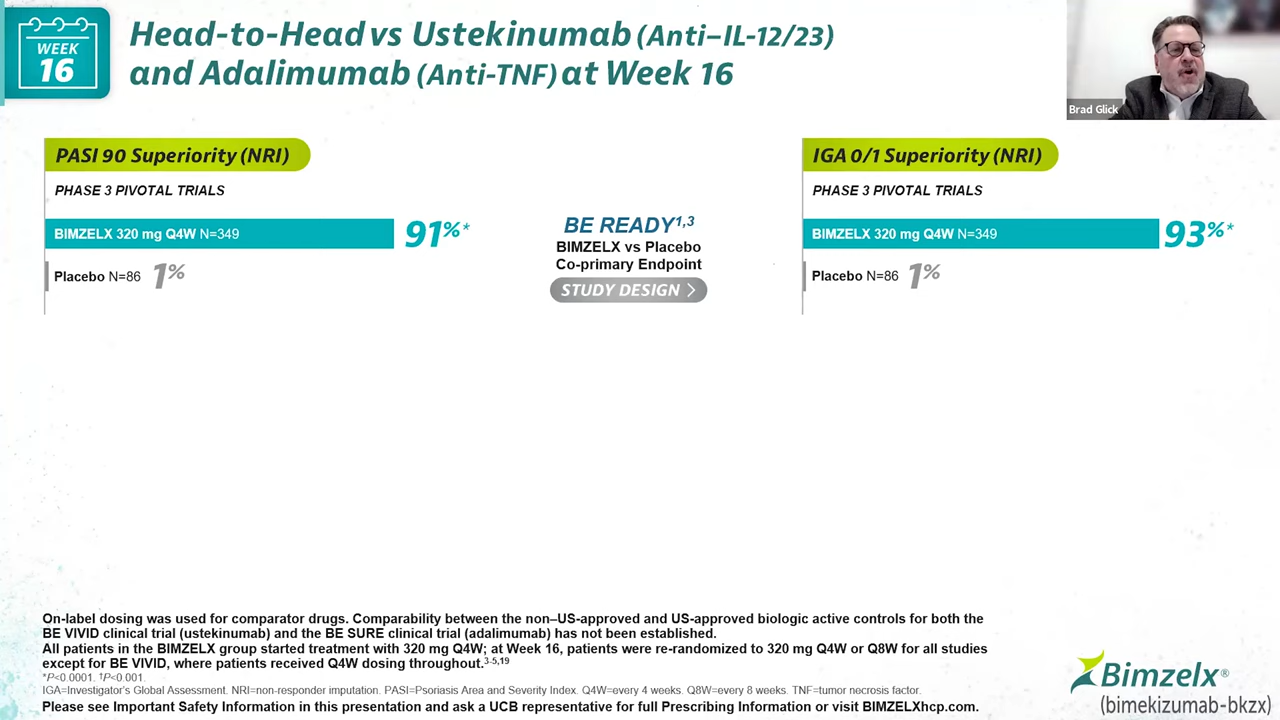 WEEK
16
Head-to-Head vs Ustekinumab (Anti–IL-12/23)
and Adalimumab (Anti-TNF) at Week 16
Brad Glick
PASI 90 Superiority (NRI)
PHASE 3 PIVOTAL TRIALS
BIMZELX 320 mg Q4W N=349
91%*
Placebo N=86 1%
BE READY1,3
BIMZELX vs Placebo
Co-primary Endpoint
STUDY DESIGN >
IGA 0/1 Superiority (NRI)
PHASE 3 PIVOTAL TRIALS
BIMZELX 320 mg Q4W N=349
93%*
Placebo N=86 1%
On-label dosing was used for comparator drugs. Comparability between the non–US-approved and US-approved biologic active controls for both the
BE VIVID clinical trial (ustekinumab) and the BE SURE clinical trial (adalimumab) has not been established.
All patients in the BIMZELX group started treatment with 320 mg Q4W; at Week 16, patients were re-randomized to 320 mg Q4W or Q8W for all studies
except for BE VIVID, where patients received Q4W dosing throughout.3-5,19
*P<0.0001. †P<0.001.
IGA=Investigator's Global Assessment. NRI=non-responder imputation. PASI=Psoriasis Area and Severity Index. Q4W=every 4 weeks. Q8W=every 8 weeks. TNF=tumor necrosis factor.
Please see Important Safety Information in this presentation and ask a UCB representative for full Prescribing Information or visit BIMZELXhcp.com.
Bimzelx®
(bimekizumab-bkzx)